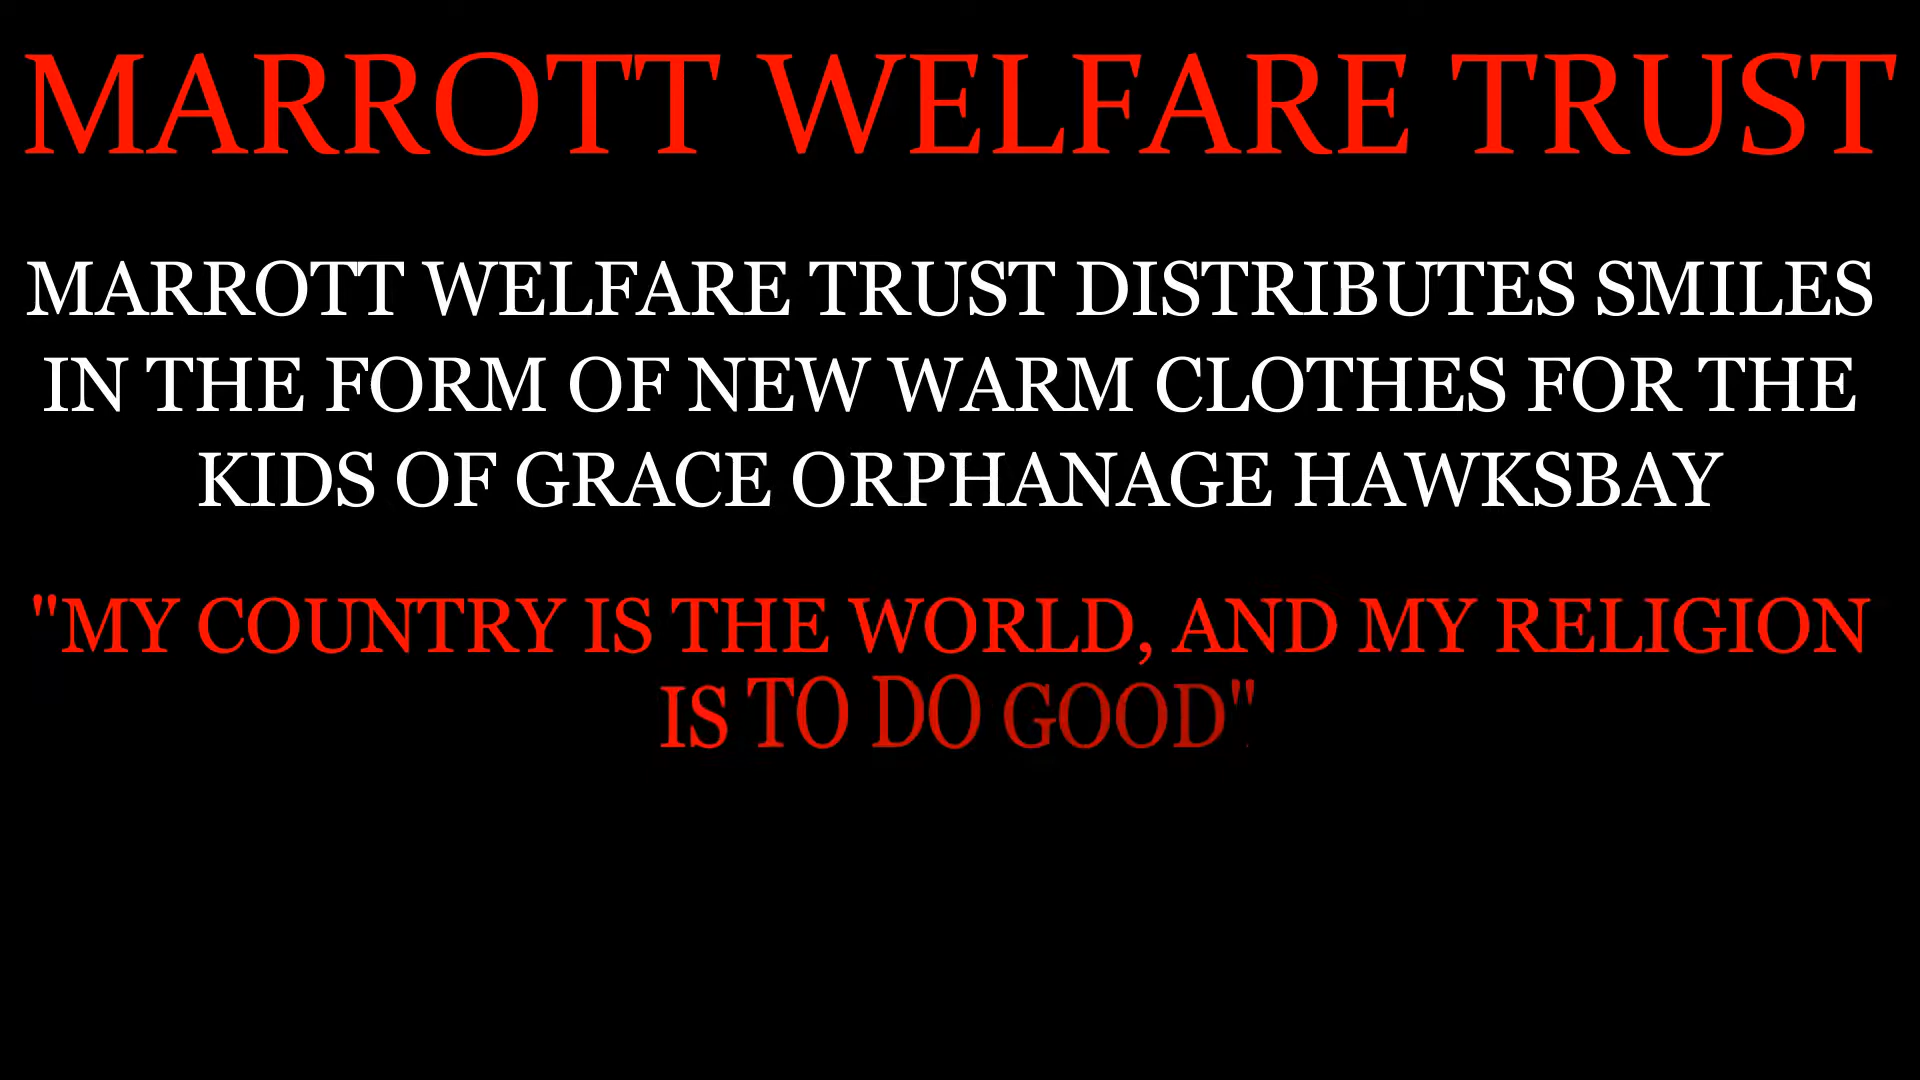 MARROTT WELFARE TRUST
MARROTT WELFARE TRUST DISTRIBUTES SMILES
IN THE FORM OF NEW WARM CLOTHES FOR THE
KIDS OF GRACE ORPHANAGE HAWKSBAY
"MY COUNTRY IS THE WORLD, AND MY RELIGION
IS TO DO GOOD"